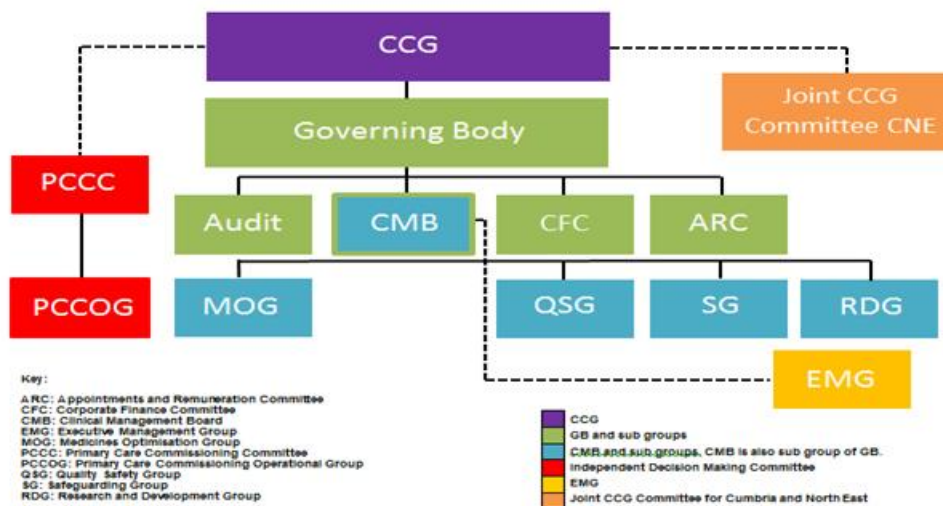 CCG
Joint CCG
Committee CNE
Governing Body
PCCC
Audit
CMB
CFC
ARC
PCCOG
MOG
QSG
SG
RDG
EMG
Key:
ARC: Appointments and Remuneration Committee
CFC: Corporate Finance Committee
CMB: Clinical Management Board
EMG: Executive Management Group
MOG: Medicines Optimisation Group
PCCC: Primary Care Commissioning Committee
PCCOG: Primary Care Commissioning Operational Group
QSG: Quality Safety Group
SG: Safeguarding Group
RDG: Research and Development Group
CCG
GB and sub groups
CMB and sub groups, CMB is also sub group of GB.
Independent Decision Making Committee
EMG
Joint CCG Committee for Cumbria and North East